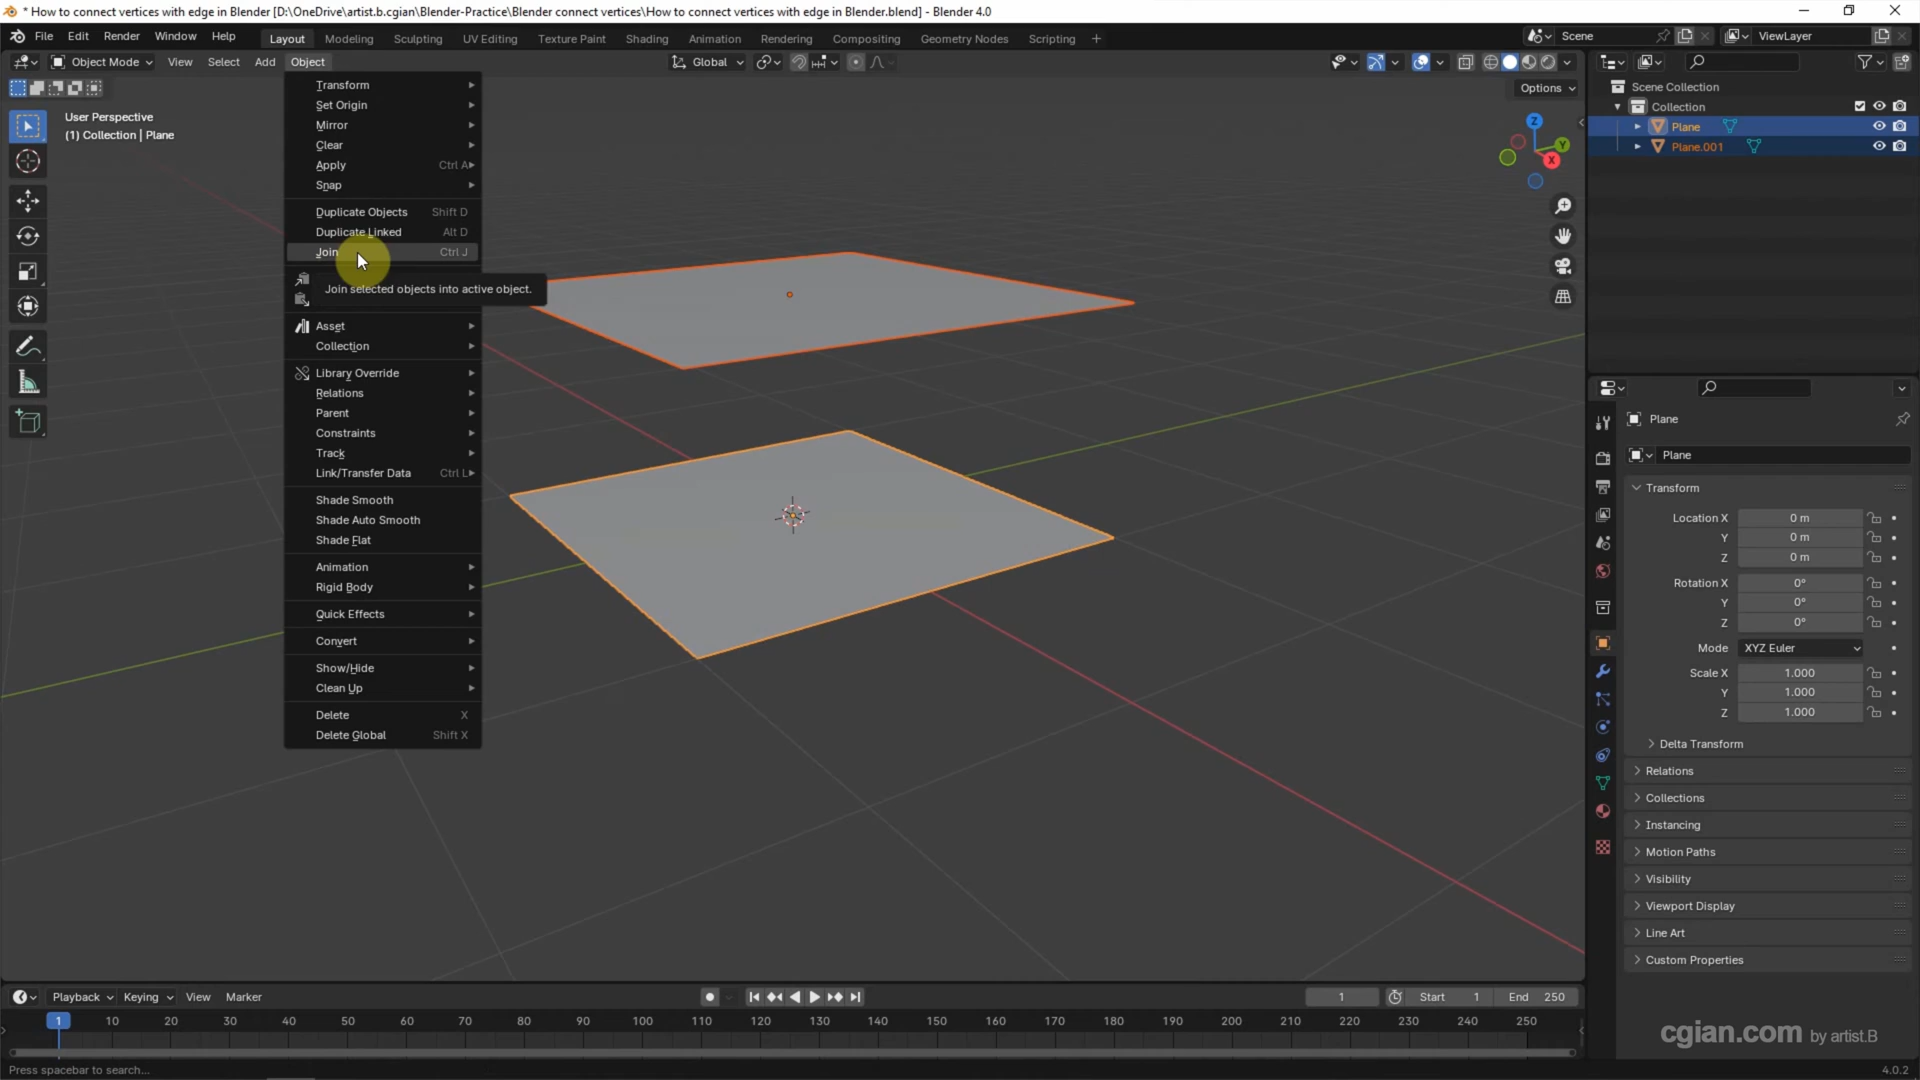 * How to connect vertices with edge in Blender [D:\OneDrive\artist.b.cgian\Blender-Practice\Blender connect vertices\How to connect vertices with edge in Blender.blend] - Blender 4.0
File Edit Render Window Help Layout Modeling Sculpting UV Editing Texture Paint Shading Animation Rendering Compositing Geometry Nodes Scripting + Scene ViewLayer
Object Mode View Select Add Object Global
Options
User Perspective
(1) Collection | Plane
Transform
Set Origin
Mirror
Clear
Apply Ctrl A
Snap
Duplicate Objects Shift D
Duplicate Linked Alt D
Join Ctrl J
Join selected objects into active object.
Asset
Collection
Library Override
Relations
Parent
Constraints
Track
Link/Transfer Data Ctrl L
Shade Smooth
Shade Auto Smooth
Shade Flat
Animation
Rigid Body
Quick Effects
Convert
Show/Hide
Clean Up
Delete X
Delete Global Shift X
Z
Y
X
Scene Collection
Collection
Plane
Plane.001
Plane
Plane
Transform
Location X 0 m
Y 0 m
Z 0 m
Rotation X 0°
Y 0°
Z 0°
Mode XYZ Euler
Scale X 1.000
Y 1.000
Z 1.000
Delta Transform
Relations
Collections
Instancing
Motion Paths
Visibility
Viewport Display
Line Art
Custom Properties
Playback Keying View Marker 1 Start 1 End 250
1 10 20 30 40 50 60 70 80 90 100 110 120 130 140 150 160 170 180 190 200 210 220 230 240 250
cgian.com by artist.B
Press spacebar to search...
4.0.2